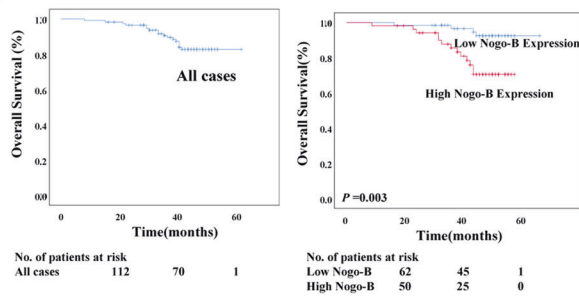 Overall Survival (%)
1.0
0.8
0.6
0.4
0.2
0.0
All cases
0 20 40 60
Time(months)
No. of patients at risk
All cases 112 70 1
Overall Survival (%)
1.0
0.8
0.6
0.4
0.2
0.0
Low Nogo-B Expression
High Nogo-B Expression
P =0.003
0 20 40 60
Time(months)
No. of patients at risk
Low Nogo-B 62 45 1
High Nogo-B 50 25 0